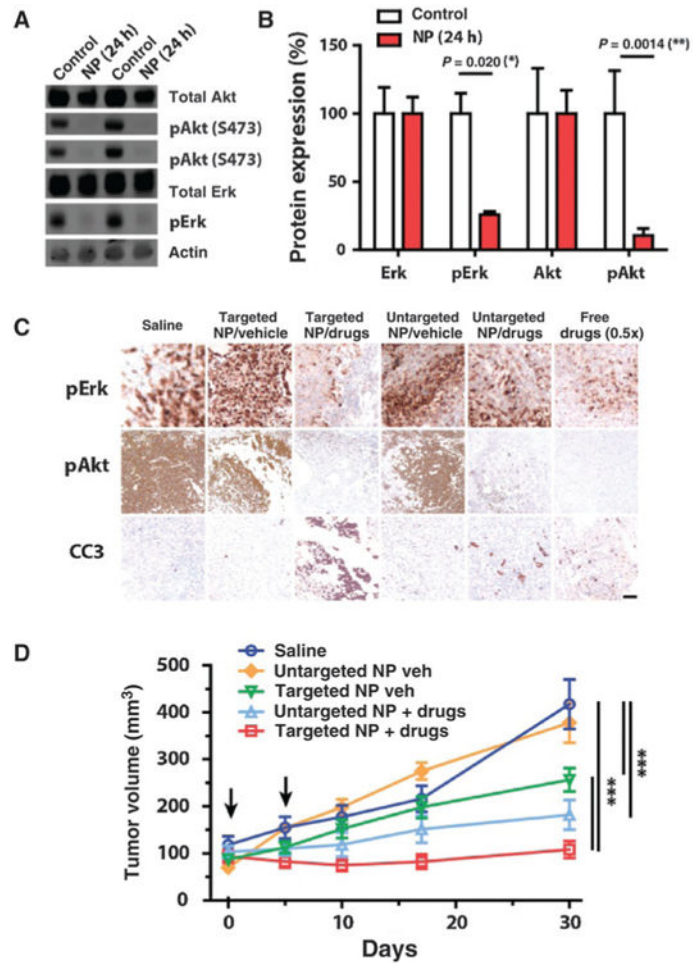 A
Control
NP (24 h)
Control
NP (24 h)
Total Akt
pAkt (S473)
pAkt (S473)
Total Erk
pErk
Actin
B
Control
NP (24 h)
P = 0.020 (*)
P = 0.0014 (**)
Protein expression (%)
150
100
50
0
Erk pErk Akt pAkt
C
Saline
Targeted NP/vehicle
Targeted NP/drugs
Untargeted NP/vehicle
Untargeted NP/drugs
Free drugs (0.5x)
pErk
pAkt
CC3
D
Saline
Untargeted NP veh
Targeted NP veh
Untargeted NP + drugs
Targeted NP + drugs
Tumor volume (mm³)
500
400
300
200
100
0
***
***
0 10 20 30
Days